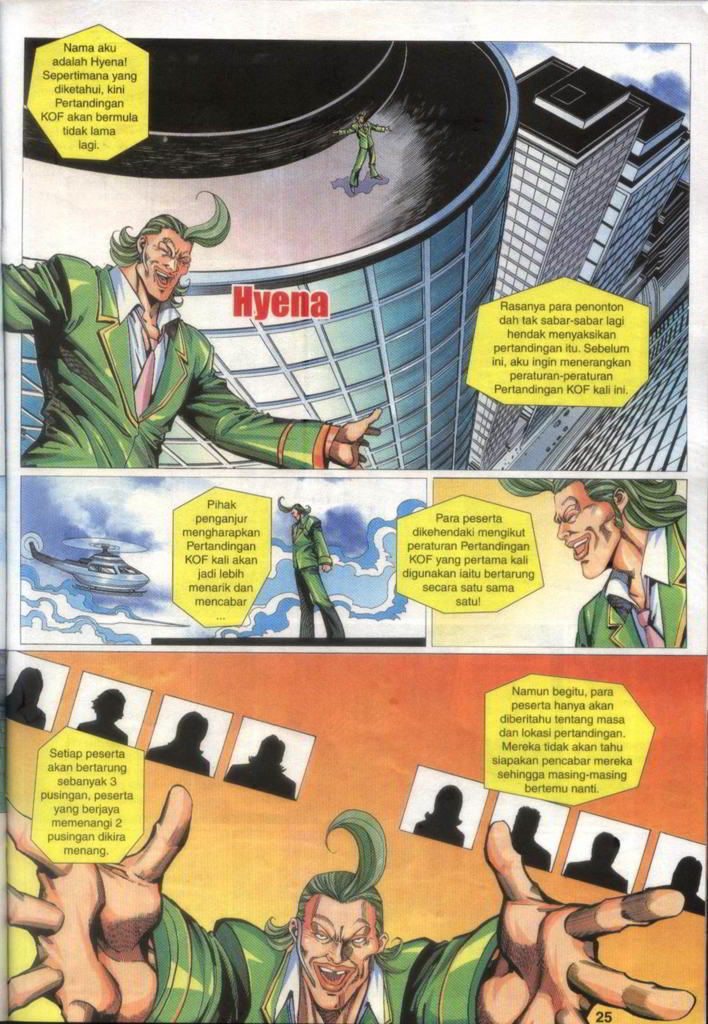 Nama aku
adalah Hyena!
Sepertimana yang
diketahui, kini
Pertandingan
KOF akan bermula
tidak lama
lagi.
Hyena
Rasanya para penonton
dah tak sabar-sabar lagi
hendak menyaksikan
pertandingan itu. Sebelum
ini, aku ingin menerangkan
peraturan-peraturan
Pertandingan KOF kali ini.
Pihak
penganjur
mengharapkan
Pertandingan
KOF kali akan
jadi lebih
menarik dan
mencabar
...
Para peserta
dikehendaki mengikut
peraturan Pertandingan
KOF yang pertama kali
digunakan iaitu bertarung
secara satu sama
satu!
Setiap peserta
akan bertarung
sebanyak 3
pusingan, peserta
yang berjaya
memenangi 2
pusingan dikira
menang.
Namun begitu, para
peserta hanya akan
diberitahu tentang masa
dan lokasi pertandingan.
Mereka tidak akan tahu
siapakan pencabar mereka
sehingga masing-masing
bertemu nanti.
25